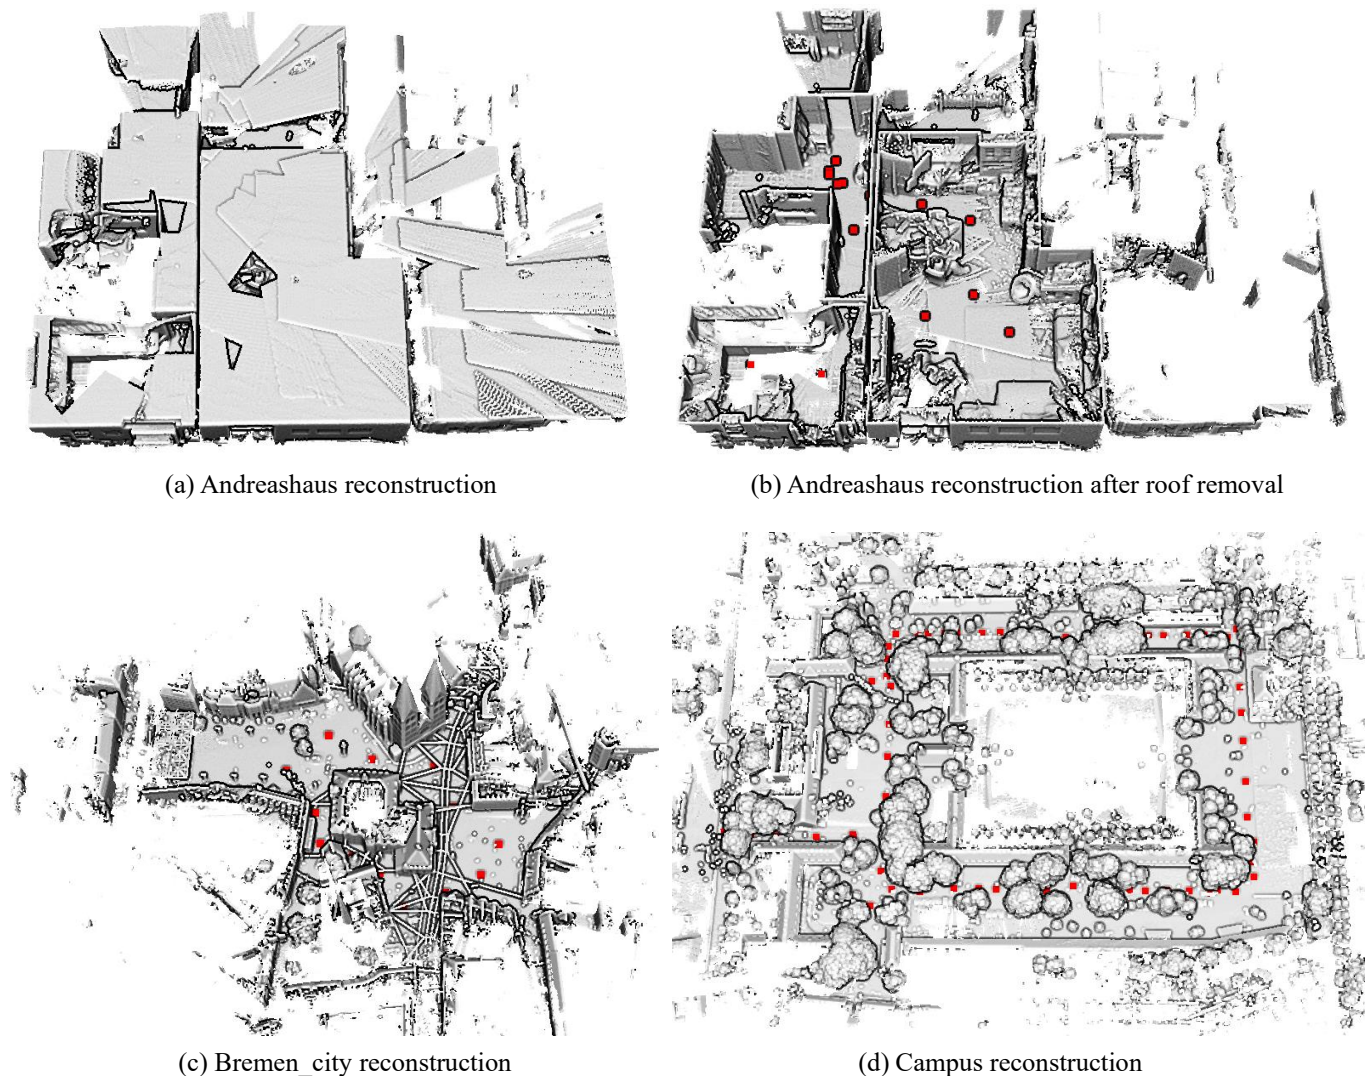 (a) Andreashaus reconstruction
(b) Andreashaus reconstruction after roof removal
(c) Bremen_city reconstruction
(d) Campus reconstruction